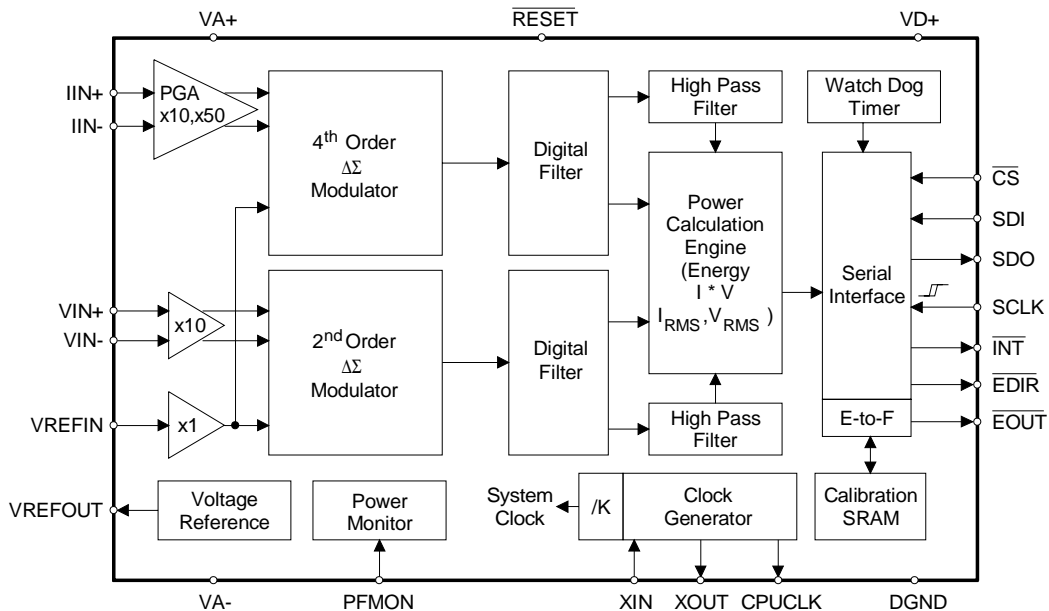 VA+
RESET
VD+
IIN+
IIN-
PGA
x10,x50
4th Order
ΔΣ
Modulator
Digital
Filter
High Pass
Filter
Watch Dog
Timer
Power
Calculation
Engine
(Energy
I * V
IRMS,VRMS )
Serial
Interface
CS
SDI
SDO
SCLK
INT
EDIR
EOUT
VIN+
VIN-
x10
2nd Order
ΔΣ
Modulator
Digital
Filter
VREFIN
x1
High Pass
Filter
E-to-F
VREFOUT
Voltage
Reference
Power
Monitor
System
Clock
/K
Clock
Generator
Calibration
SRAM
VA-
PFMON
XIN
XOUT
CPUCLK
DGND